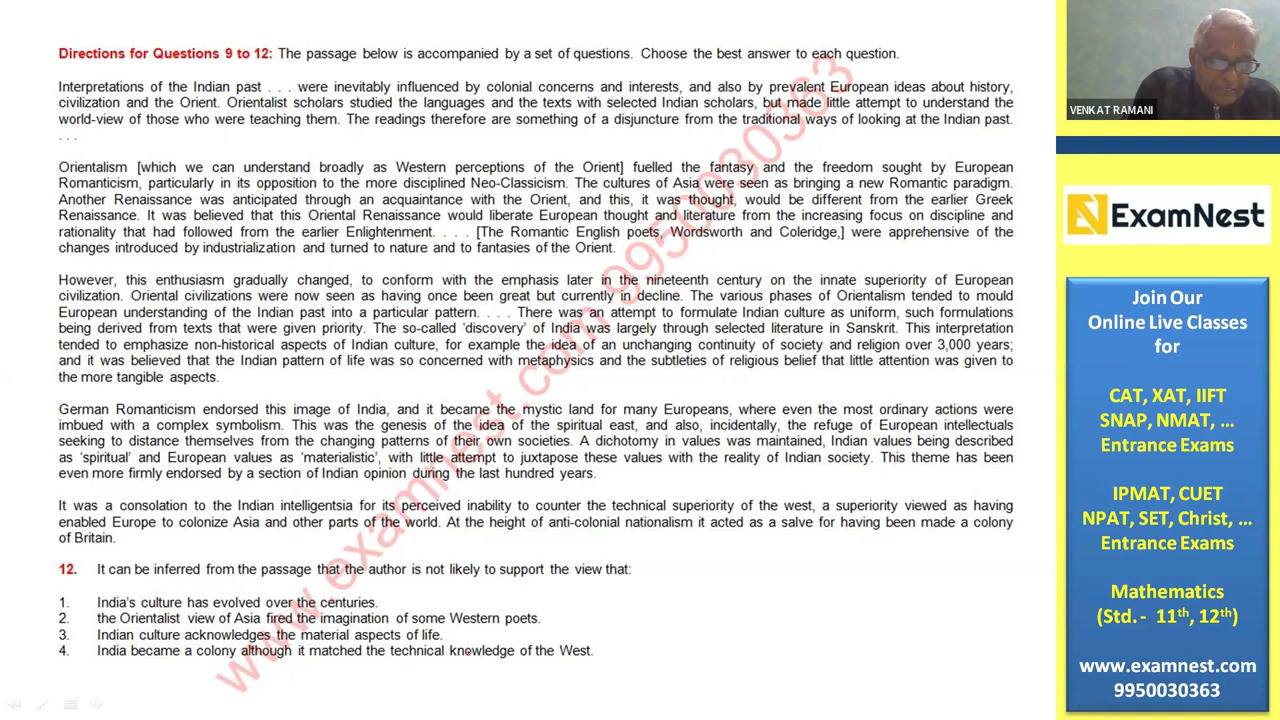 Directions for Questions 9 to 12: The passage below is accompanied by a set of questions. Choose the best answer to each question.
Interpretations of the Indian past . . . were inevitably influenced by colonial concerns and interests, and also by prevalent European ideas about history,
civilization and the Orient. Orientalist scholars studied the languages and the texts with selected Indian scholars, but made little attempt to understand the
world-view of those who were teaching them. The readings therefore are something of a disjuncture from the traditional ways of looking at the Indian past.
. . .
Orientalism [which we can understand broadly as Western perceptions of the Orient] fuelled the fantasy and the freedom sought by European
Romanticism, particularly in its opposition to the more disciplined Neo-Classicism. The cultures of Asia were seen as bringing a new Romantic paradigm.
Another Renaissance was anticipated through an acquaintance with the Orient, and this, it was thought, would be different from the earlier Greek
Renaissance. It was believed that this Oriental Renaissance would liberate European thought and literature from the increasing focus on discipline and
rationality that had followed from the earlier Enlightenment. . . . [The Romantic English poets, Wordsworth and Coleridge,] were apprehensive of the
changes introduced by industrialization and turned to nature and to fantasies of the Orient.
However, this enthusiasm gradually changed, to conform with the emphasis later in the nineteenth century on the innate superiority of European
civilization. Oriental civilizations were now seen as having once been great but currently in decline. The various phases of Orientalism tended to mould
European understanding of the Indian past into a particular pattern. . . . There was an attempt to formulate Indian culture as uniform, such formulations
being derived from texts that were given priority. The so-called ‘discovery’ of India was largely through selected literature in Sanskrit. This interpretation
tended to emphasize non-historical aspects of Indian culture, for example the idea of an unchanging continuity of society and religion over 3,000 years;
and it was believed that the Indian pattern of life was so concerned with metaphysics and the subtleties of religious belief that little attention was given to
the more tangible aspects.
German Romanticism endorsed this image of India, and it became the mystic land for many Europeans, where even the most ordinary actions were
imbued with a complex symbolism. This was the genesis of the idea of the spiritual east, and also, incidentally, the refuge of European intellectuals
seeking to distance themselves from the changing patterns of their own societies. A dichotomy in values was maintained, Indian values being described
as ‘spiritual’ and European values as ‘materialistic’, with little attempt to juxtapose these values with the reality of Indian society. This theme has been
even more firmly endorsed by a section of Indian opinion during the last hundred years.
It was a consolation to the Indian intelligentsia for its perceived inability to counter the technical superiority of the west, a superiority viewed as having
enabled Europe to colonize Asia and other parts of the world. At the height of anti-colonial nationalism it acted as a salve for having been made a colony
of Britain.
12. It can be inferred from the passage that the author is not likely to support the view that:
1. India’s culture has evolved over the centuries.
2. the Orientalist view of Asia fired the imagination of some Western poets.
3. Indian culture acknowledges the material aspects of life.
4. India became a colony although it matched the technical knowledge of the West.
www.examnest.com 9950030363
VENKAT RAMANI
ExamNest
Join Our
Online Live Classes
for
CAT, XAT, IIFT
SNAP, NMAT, ...
Entrance Exams
IPMAT, CUET
NPAT, SET, Christ, ...
Entrance Exams
Mathematics
(Std. - 11th, 12th)
www.examnest.com
9950030363